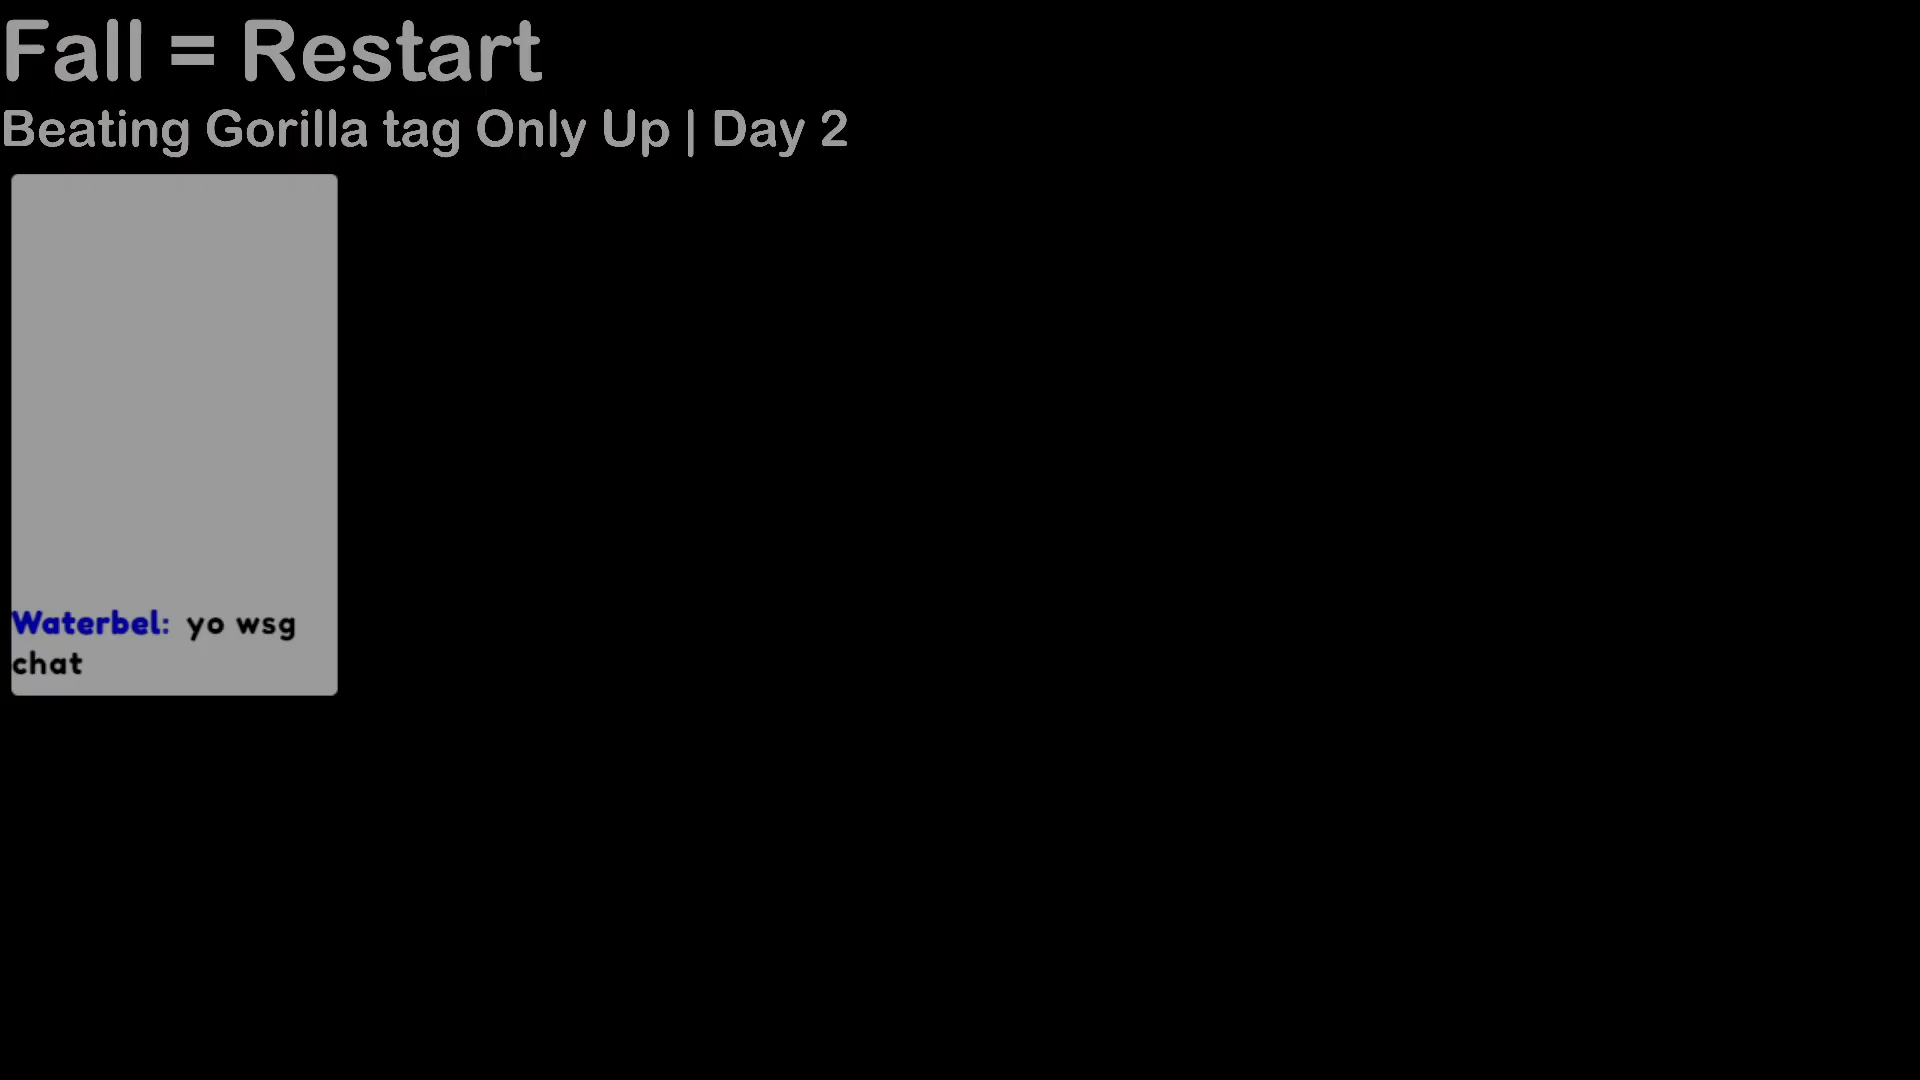 Fall = Restart
Beating Gorilla tag Only Up | Day 2
Waterbel: yo wsg
chat